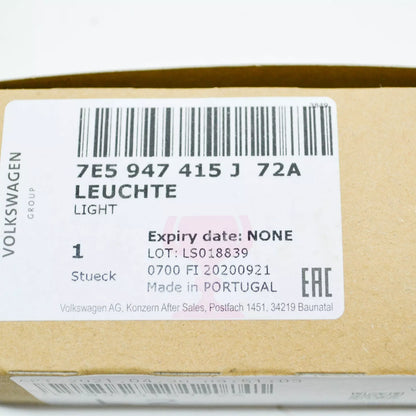 3849
VOLKSWAGEN
GROUP
7E5 947 415 J 72A
LEUCHTE
LIGHT
1
Stueck
Expiry date: NONE
LOT: LS018839
0700 FI 20200921
Made in PORTUGAL
EAC
Volkswagen AG, Konzern After Sales, Postfach 1451, 34219 Baunatal